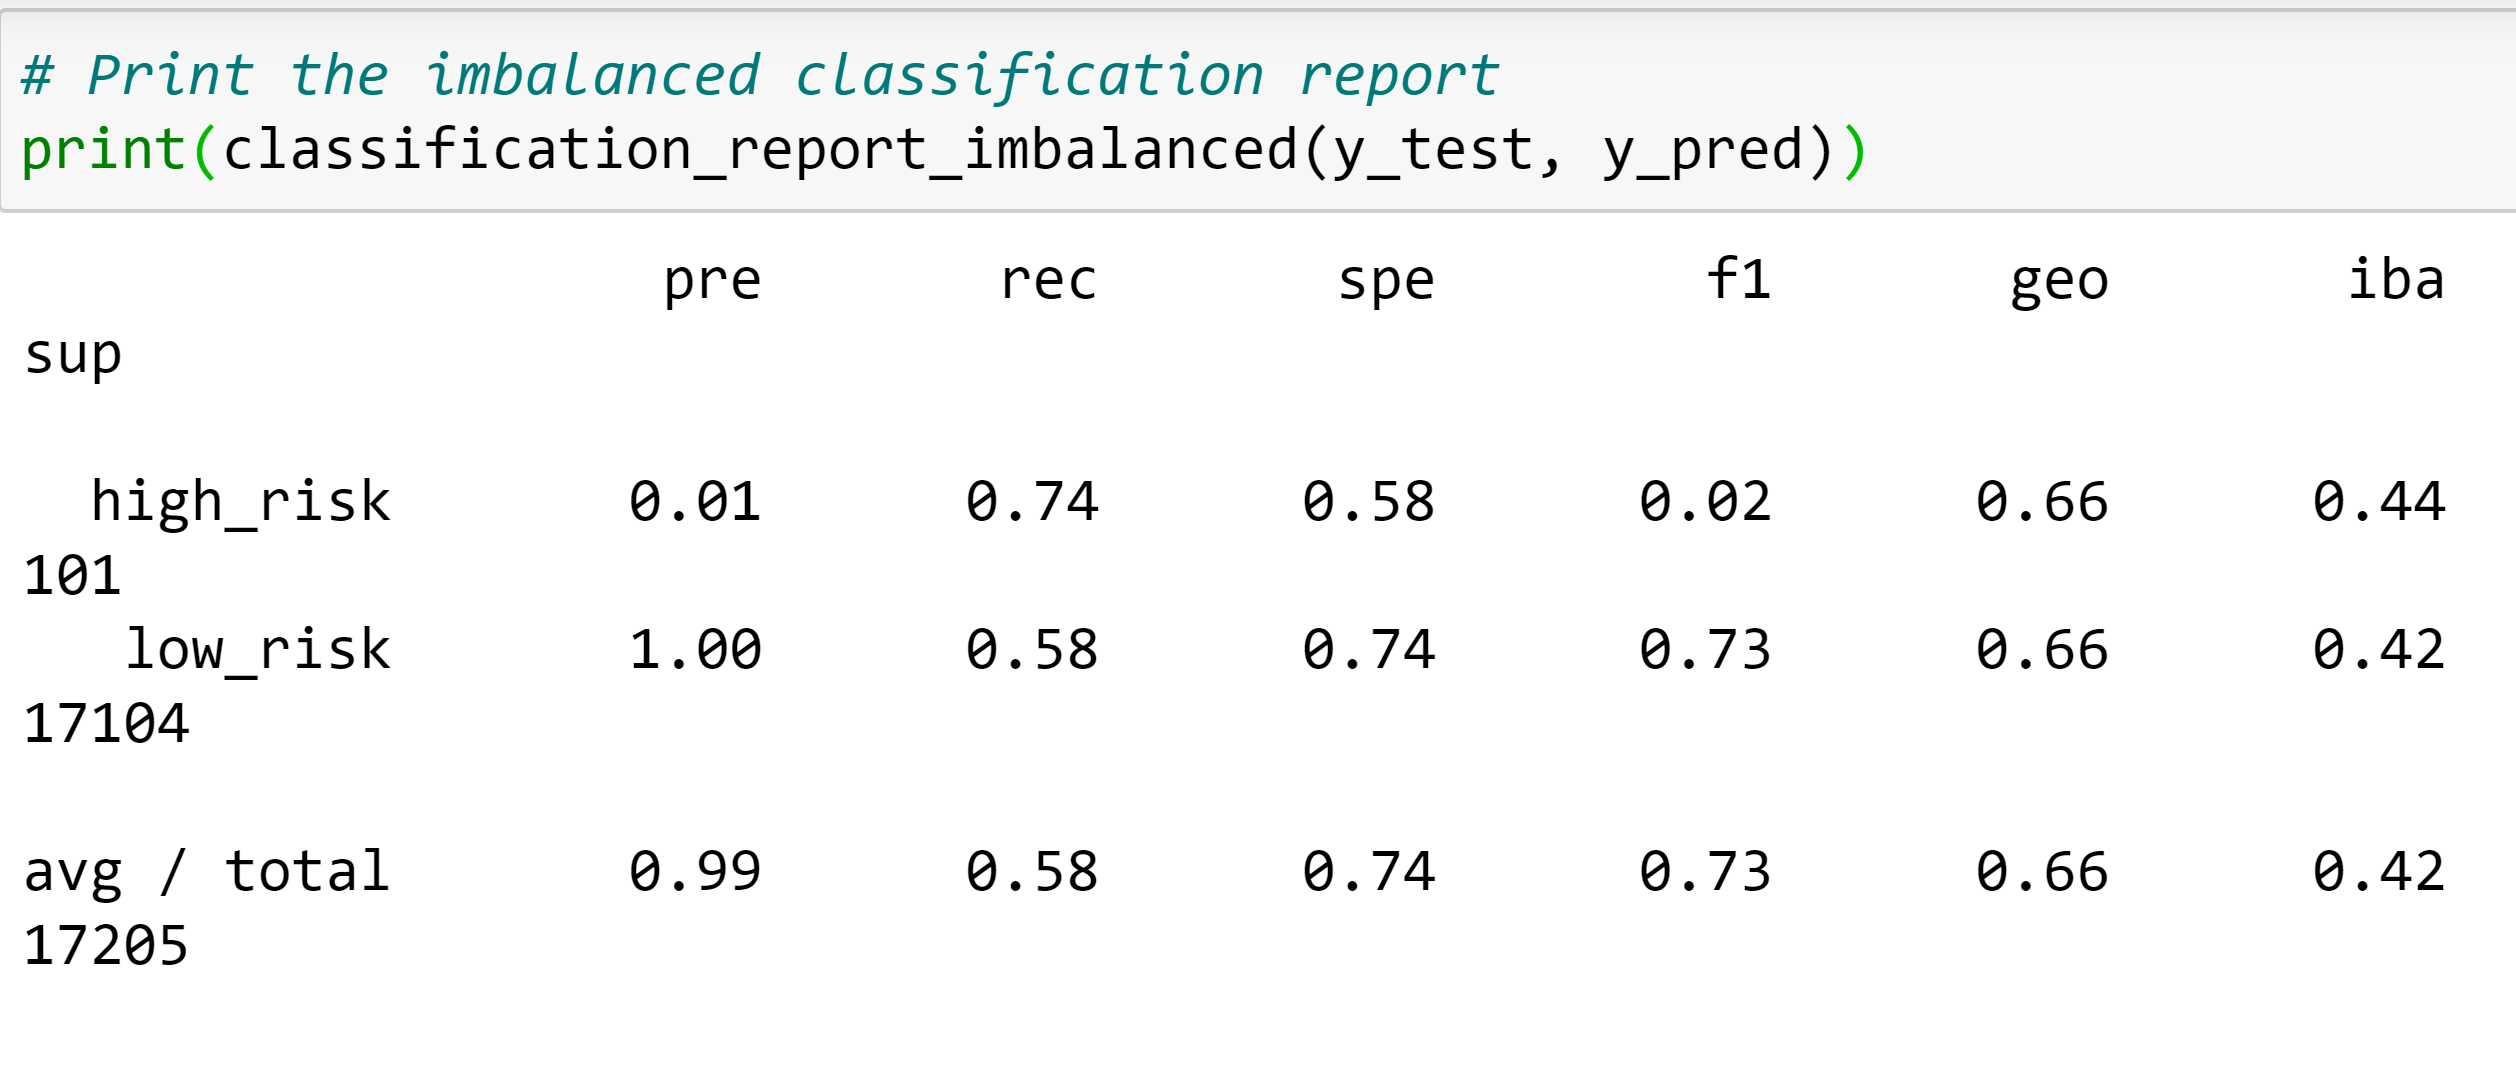 # Print the imbalanced classification report
print(classification_report_imbalanced(y_test, y_pred))
pre rec spe f1 geo iba
sup
high_risk 0.01 0.74 0.58 0.02 0.66 0.44
101
low_risk 1.00 0.58 0.74 0.73 0.66 0.42
17104
avg / total 0.99 0.58 0.74 0.73 0.66 0.42
17205